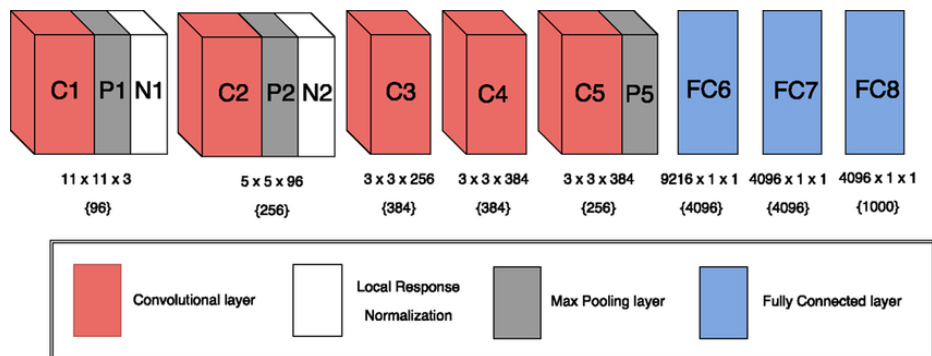 C1 P1 N1 C2 P2 N2 C3 C4 C5 P5 FC6 FC7 FC8
11 x 11 x 3 5 x 5 x 96 3 x 3 x 256 3 x 3 x 384 3 x 3 x 384 9216 x 1 x 1 4096 x 1 x 1 4096 x 1 x 1
{96} {256} {384} {384} {256} {4096} {4096} {1000}
Convolutional layer
Local Response
Normalization
Max Pooling layer
Fully Connected layer